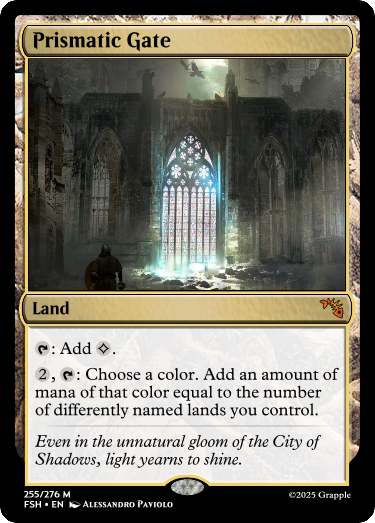 Prismatic Gate
Land
: Add .
2, : Choose a color. Add an amount of
mana of that color equal to the number
of differently named lands you control.
Even in the unnatural gloom of the City of
Shadows, light yearns to shine.
255/276 M
FSH • EN Alessandro Paviolo
©2025 Grapple